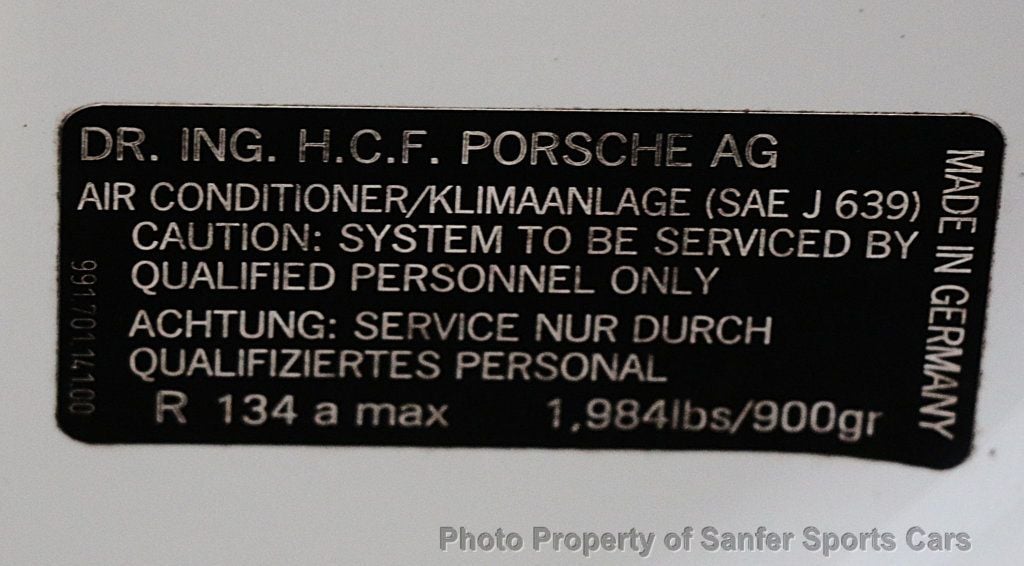 DR. ING. H.C.F. PORSCHE AG
AIR CONDITIONER/KLIMAANLAGE (SAE J 639)
CAUTION: SYSTEM TO BE SERVICED BY
QUALIFIED PERSONNEL ONLY
ACHTUNG: SERVICE NUR DURCH
QUALIFIZIERTES PERSONAL
R 134 a max 1,984lbs/900gr
MADE IN GERMANY
99170114100
Photo Property of Sanfer Sports Cars